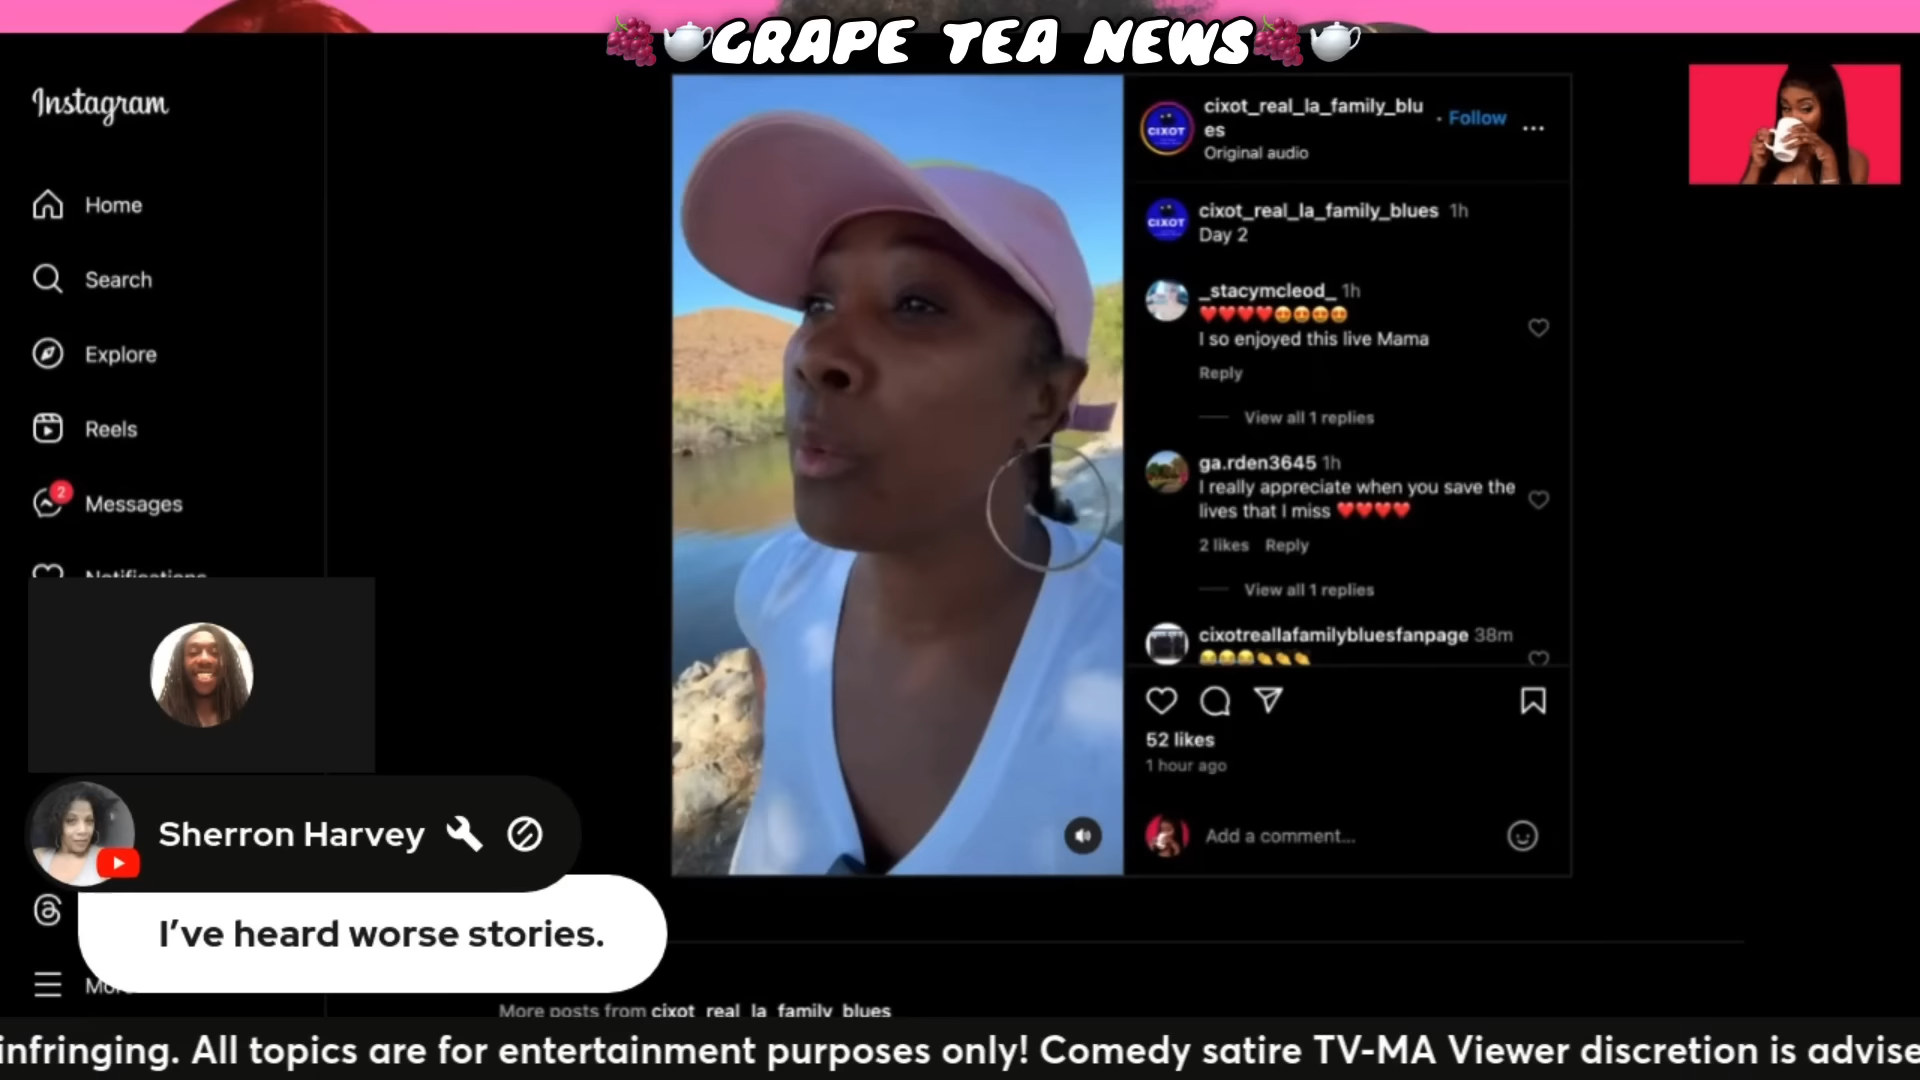 GRAPE TEA NEWS
Instagram
Home
Search
Explore
Reels
2
Messages
Notifications
More
CIXOT
cixot_real_la_family_blu
es
• Follow
Original audio
CIXOT
cixot_real_la_family_blues 1h
Day 2
_stacymcleod_ 1h
❤️❤️❤️❤️😍😍😍😍
I so enjoyed this live Mama
Reply
View all 1 replies
ga.rden3645 1h
I really appreciate when you save the
lives that I miss ❤️❤️❤️❤️
2 likes Reply
View all 1 replies
cixotreallafamilybluesfanpage 38m
😂😂😂👏👏👏
52 likes
1 hour ago
Add a comment...
Sherron Harvey
I’ve heard worse stories.
More posts from cixot_real_la_family_blues
infringing. All topics are for entertainment purposes only! Comedy satire TV-MA Viewer discretion is advise